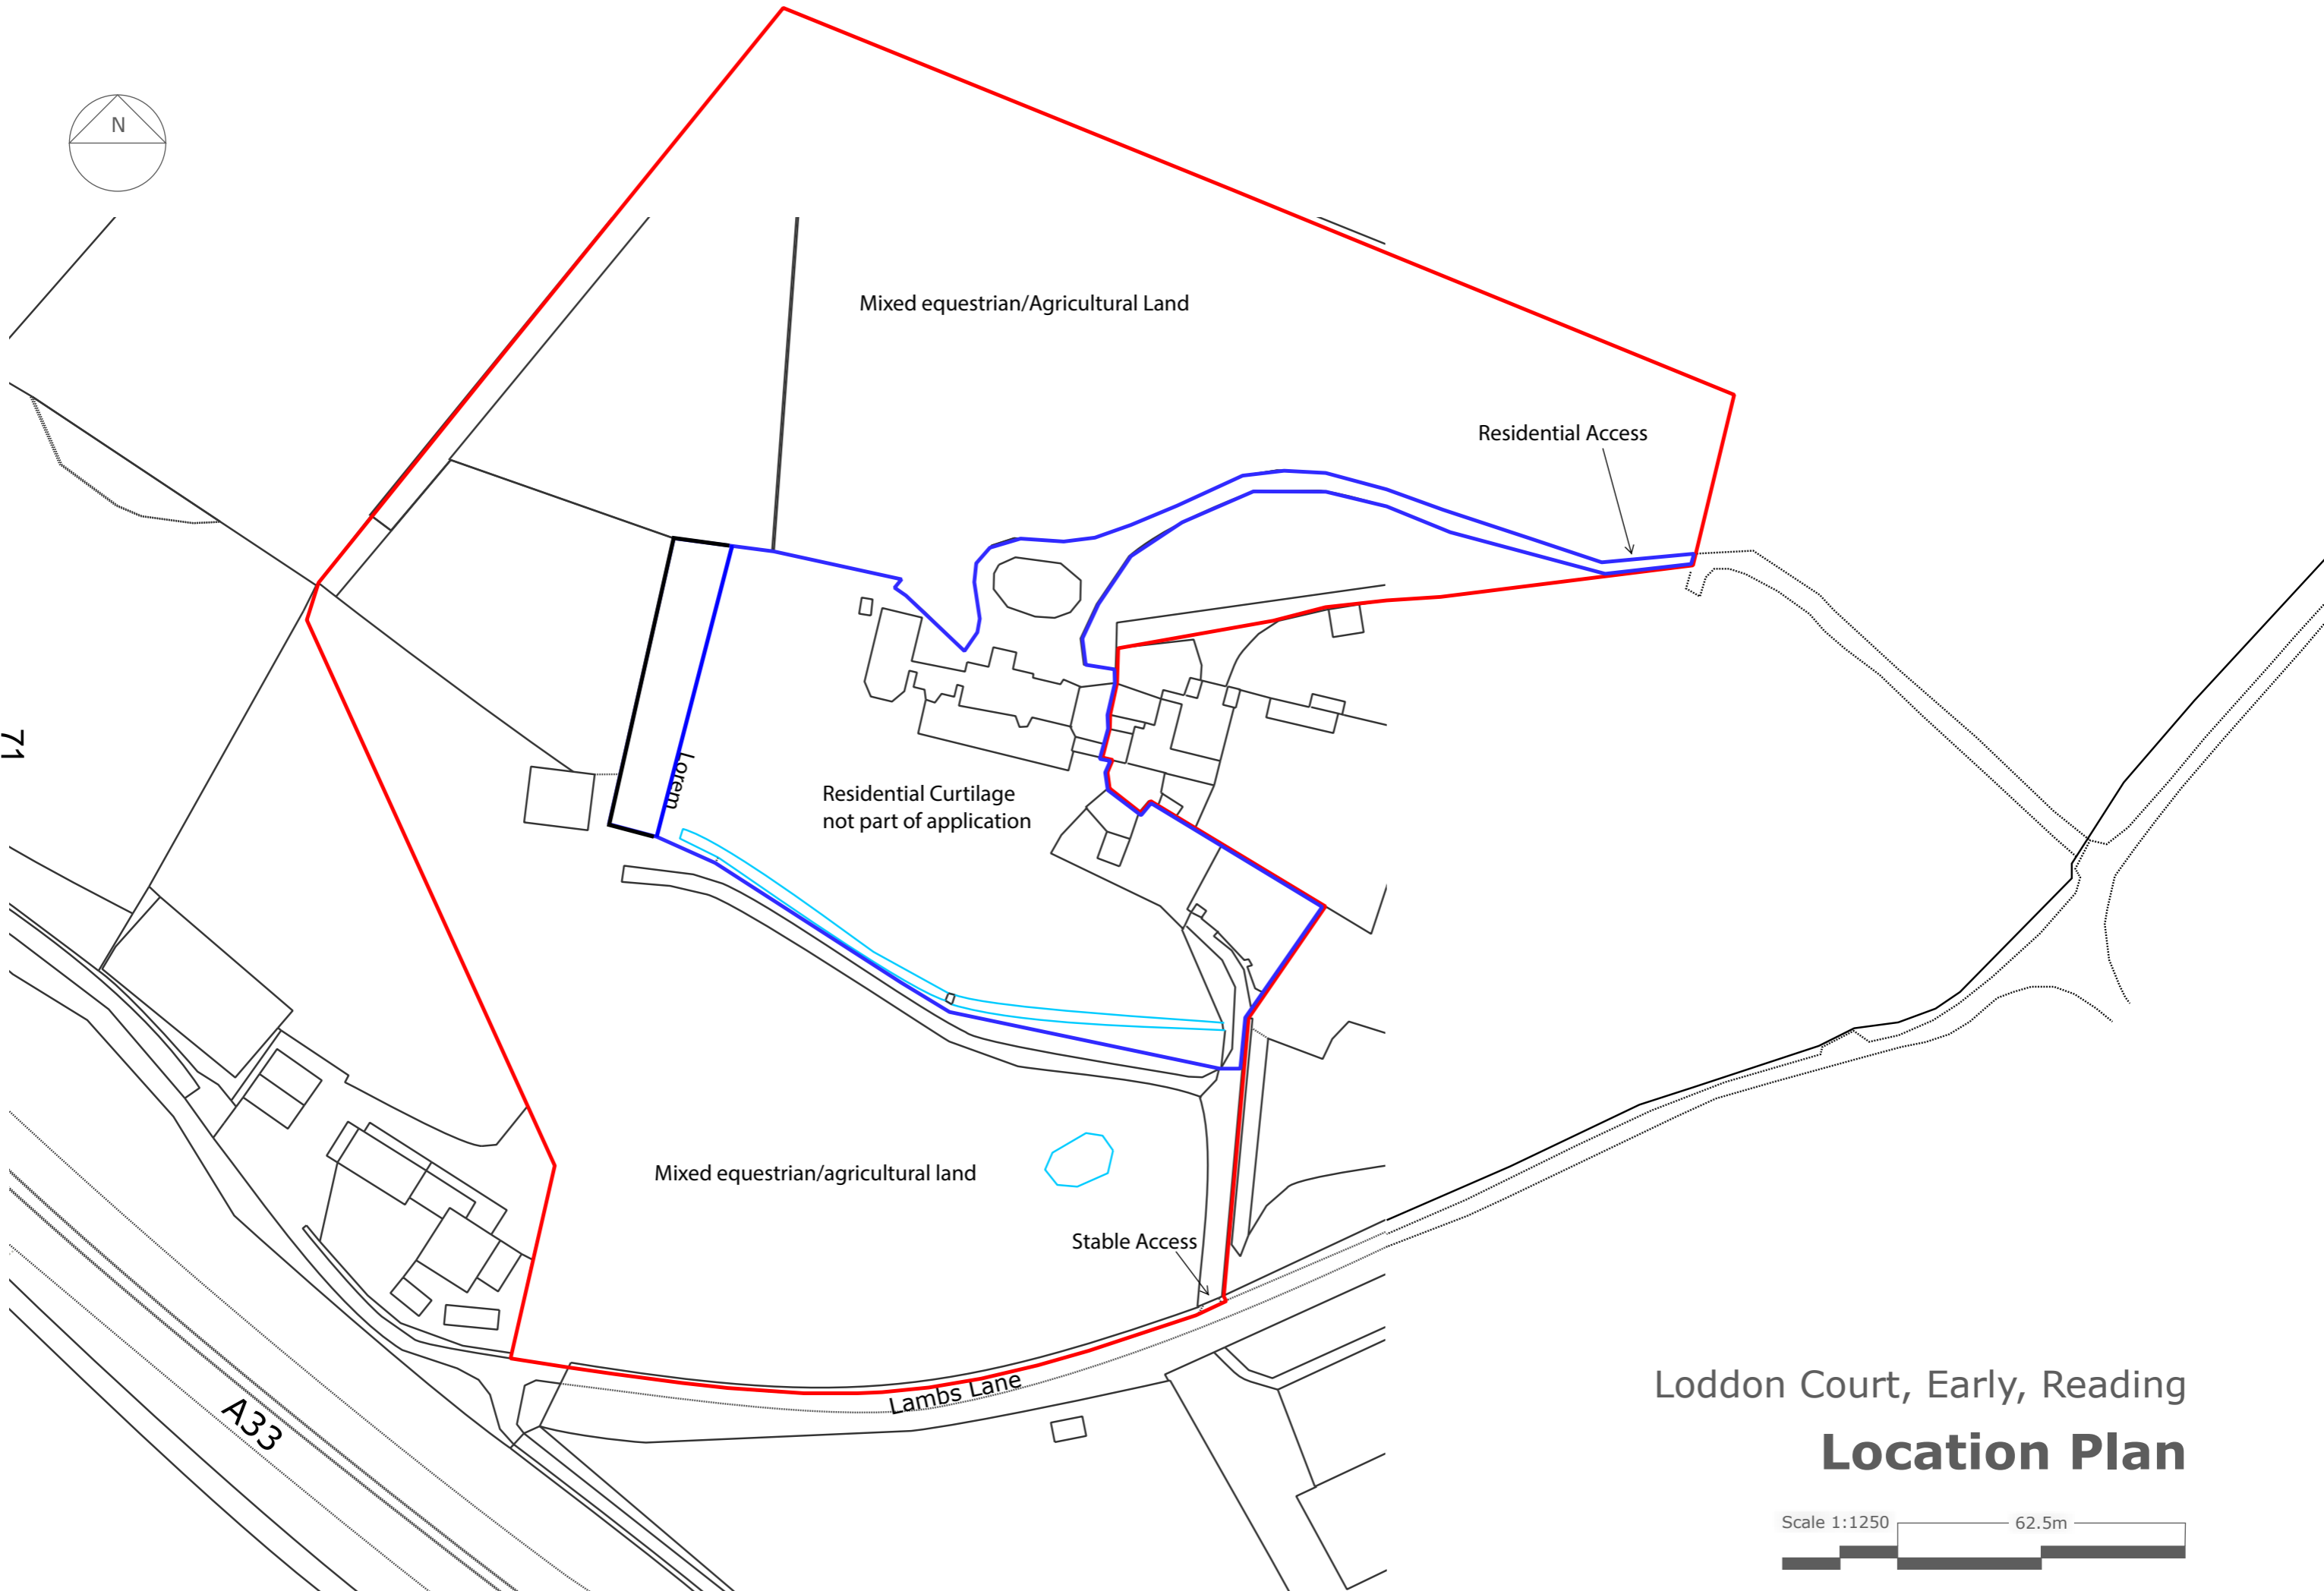 N
Mixed equestrian/Agricultural Land
Residential Access
71
Lorem
Residential Curtilage
not part of application
Mixed equestrian/agricultural land
Stable Access
Lambs Lane
A33
Loddon Court, Early, Reading
Location Plan
Scale 1:1250
62.5m